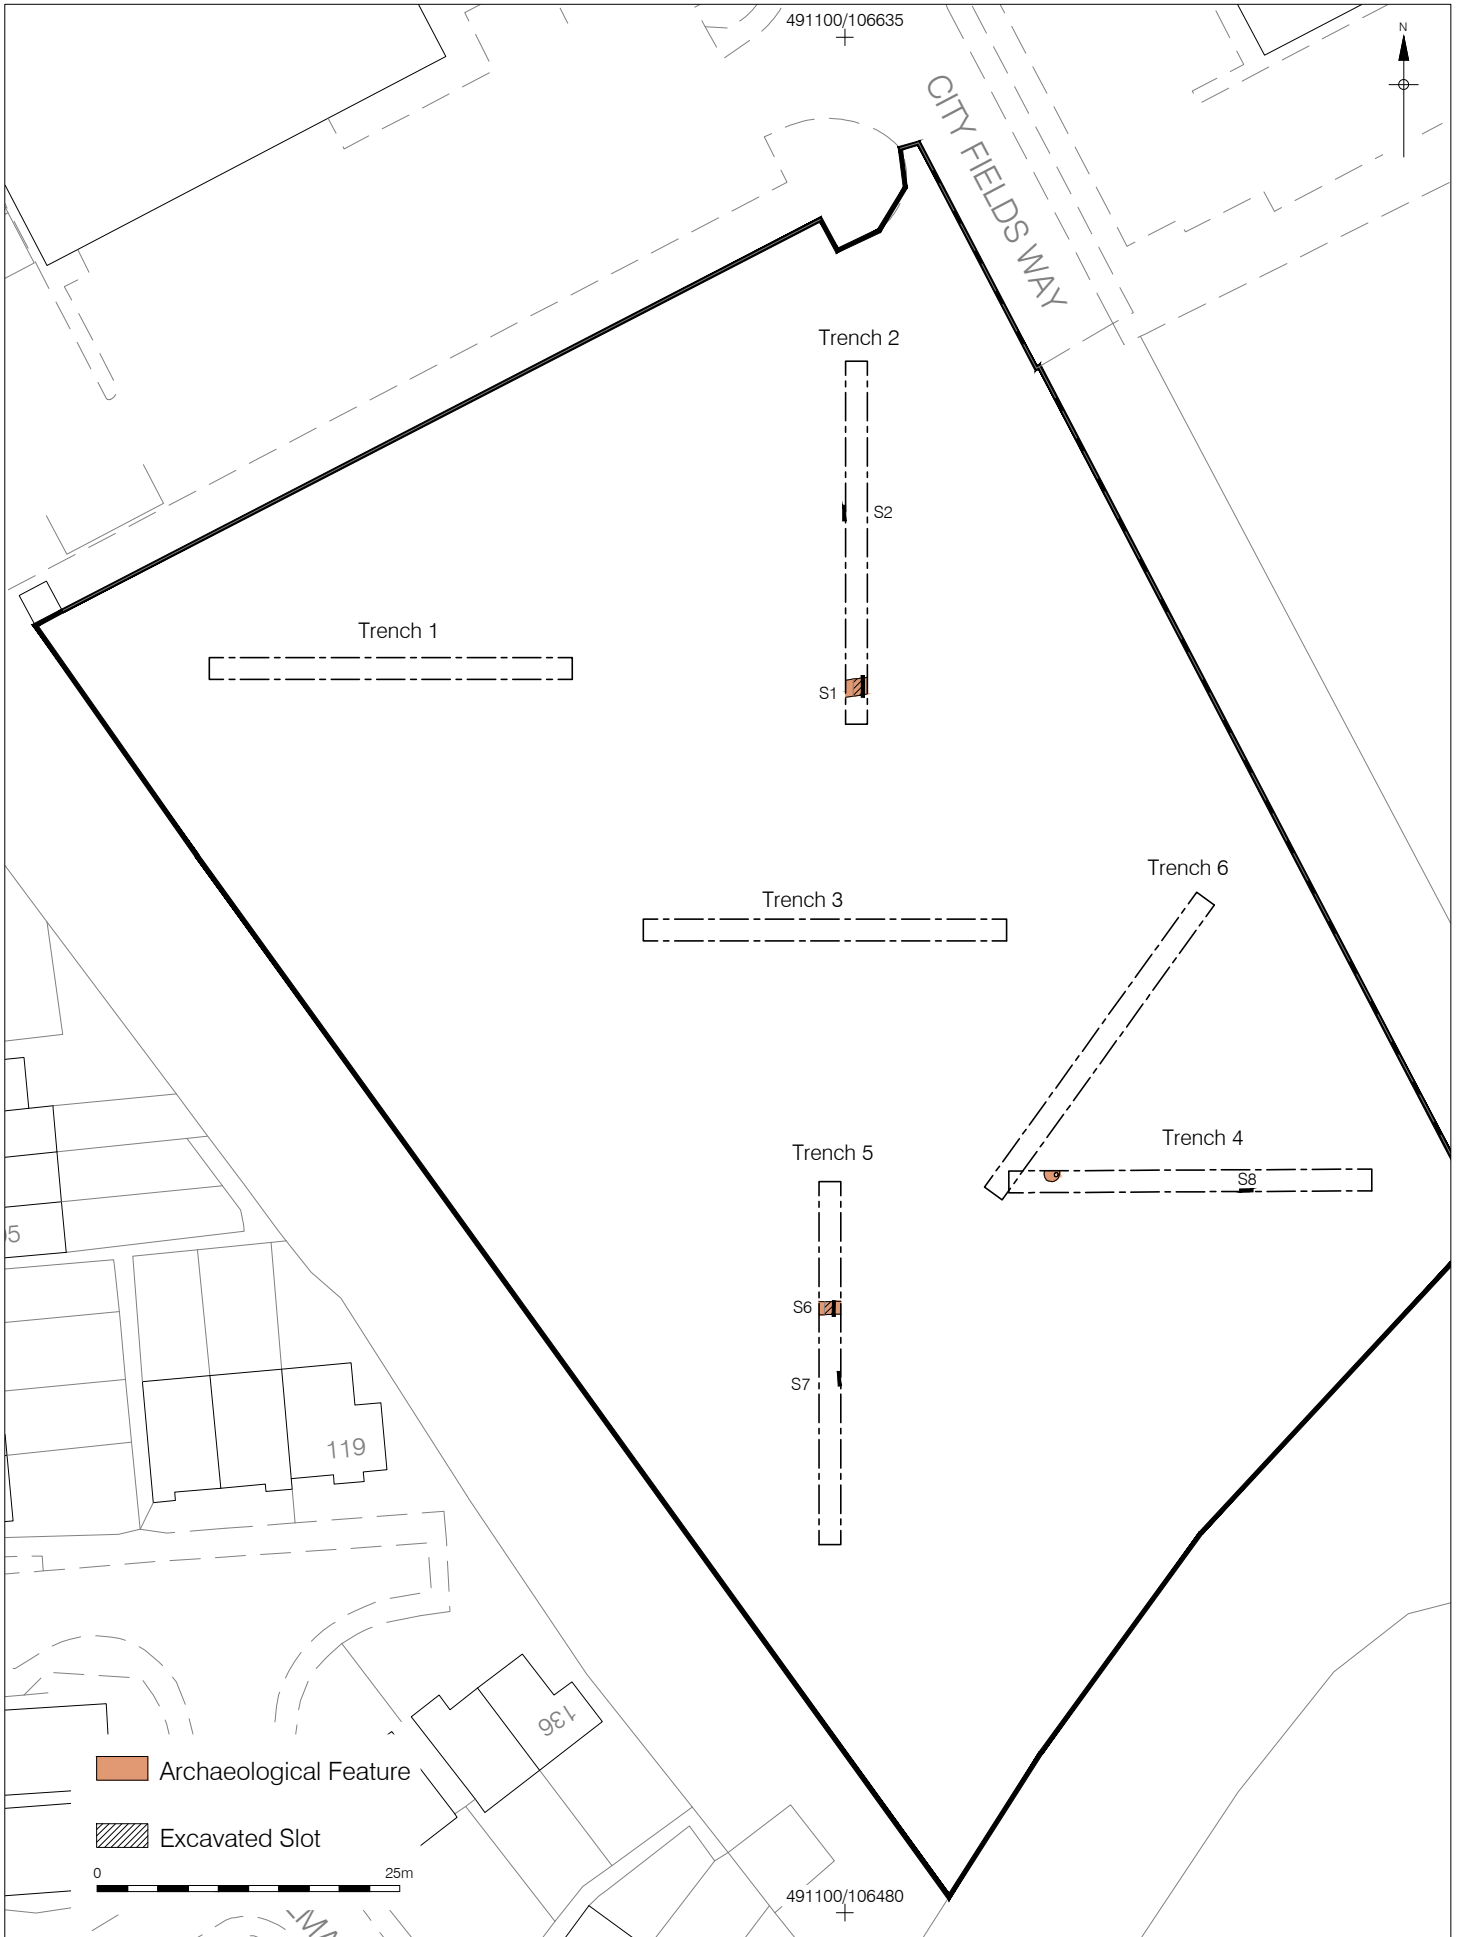 491100/106635
N
CITY FIELDS WAY
Trench 2
S2
Trench 1
S1
Trench 6
Trench 3
Trench 4
Trench 5
S8
S6
S7
119
136
Archaeological Feature
Excavated Slot
0 25m
491100/106480